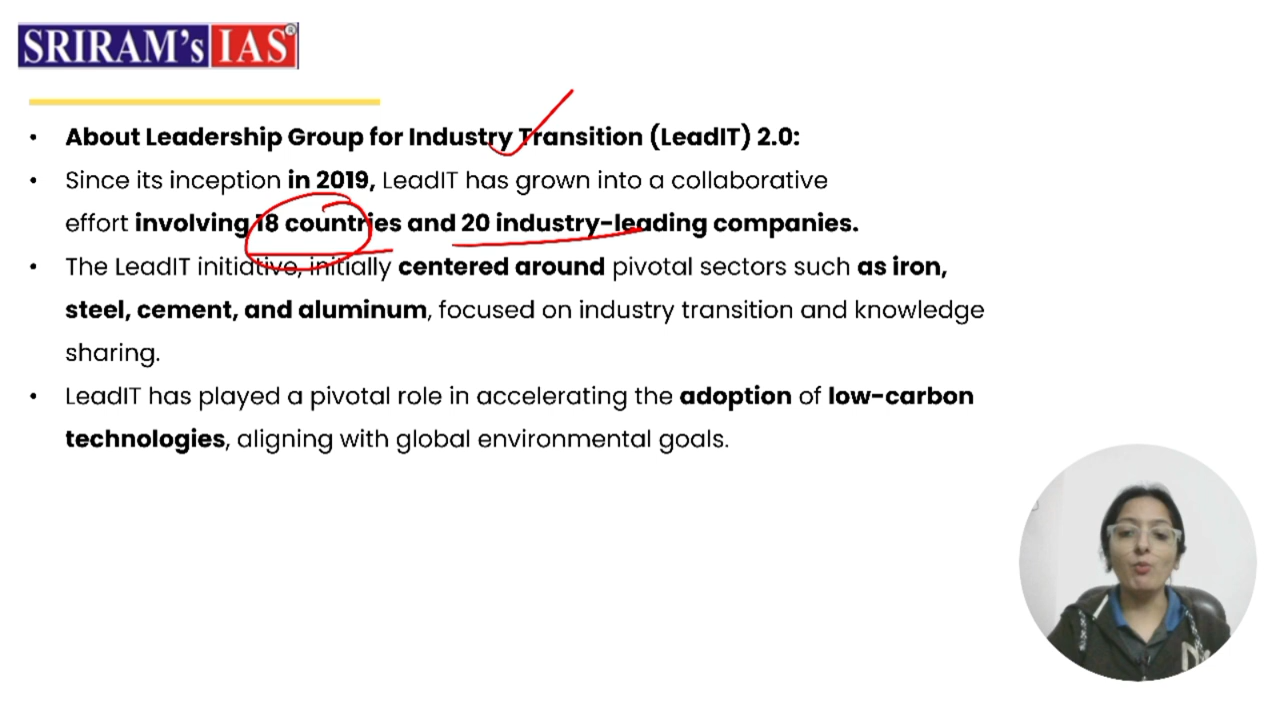 SRIRAM's IAS®
• About Leadership Group for Industry Transition (LeadIT) 2.0:
• Since its inception in 2019, LeadIT has grown into a collaborative
effort involving 18 countries and 20 industry-leading companies.
• The LeadIT initiative, initially centered around pivotal sectors such as iron,
steel, cement, and aluminum, focused on industry transition and knowledge
sharing.
• LeadIT has played a pivotal role in accelerating the adoption of low-carbon
technologies, aligning with global environmental goals.